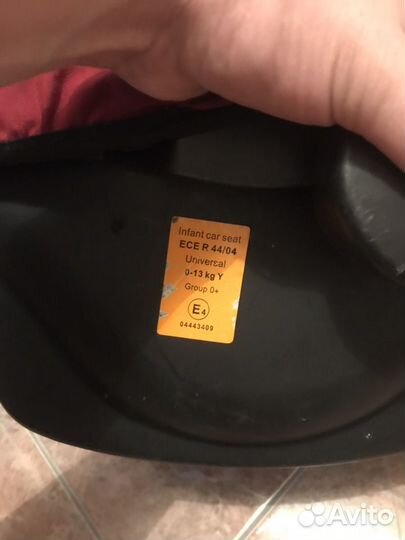 Infant car seat
ECE R 44/04
Universal
0-13 kg Y
Group 0+
E4
04443409
Avito